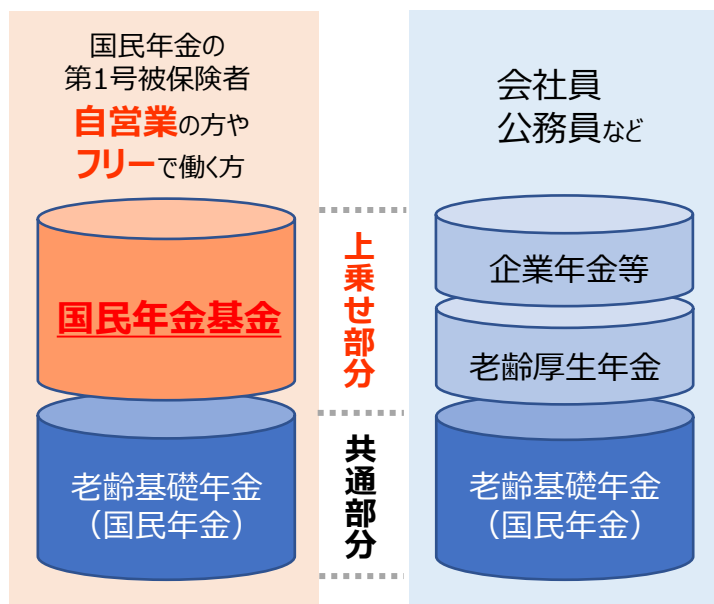 国民年金の
第1号被保険者
自営業の方や
フリーで働く方
国民年金基金
老齢基礎年金
（国民年金）
上乗せ部分
共通部分
会社員
公務員など
企業年金等
老齢厚生年金
老齢基礎年金
（国民年金）